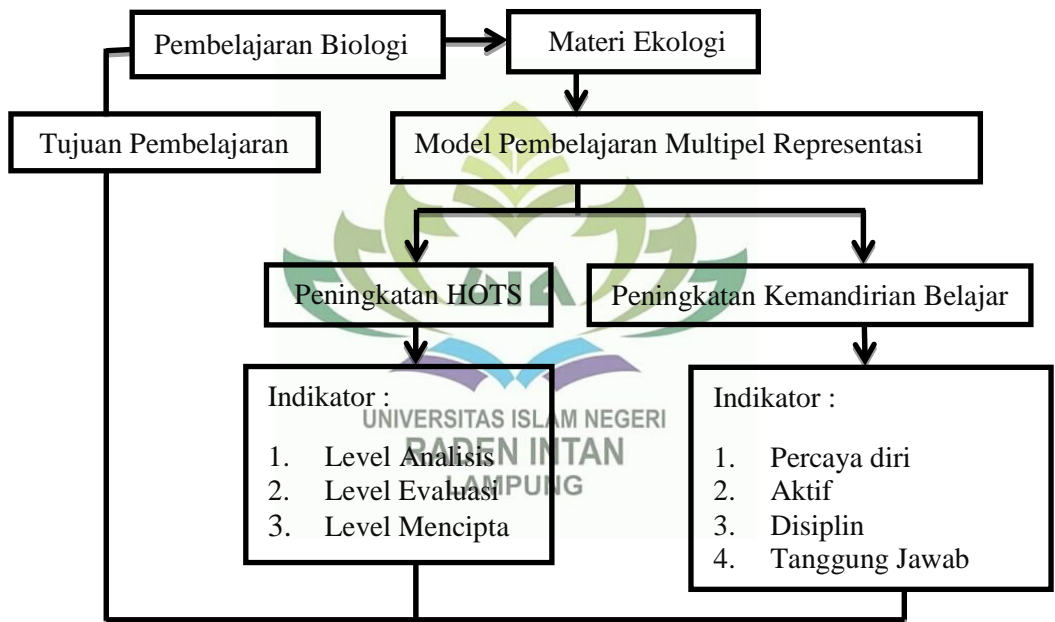 Pembelajaran Biologi
Materi Ekologi
Tujuan Pembelajaran
Model Pembelajaran Multipel Representasi
Peningkatan HOTS
Peningkatan Kemandirian Belajar
Indikator :
1. Level Analisis
2. Level Evaluasi
3. Level Mencipta
Indikator :
1. Percaya diri
2. Aktif
3. Disiplin
4. Tanggung Jawab
UNIVERSITAS ISLAM NEGERI
RADEN INTAN
LAMPUNG